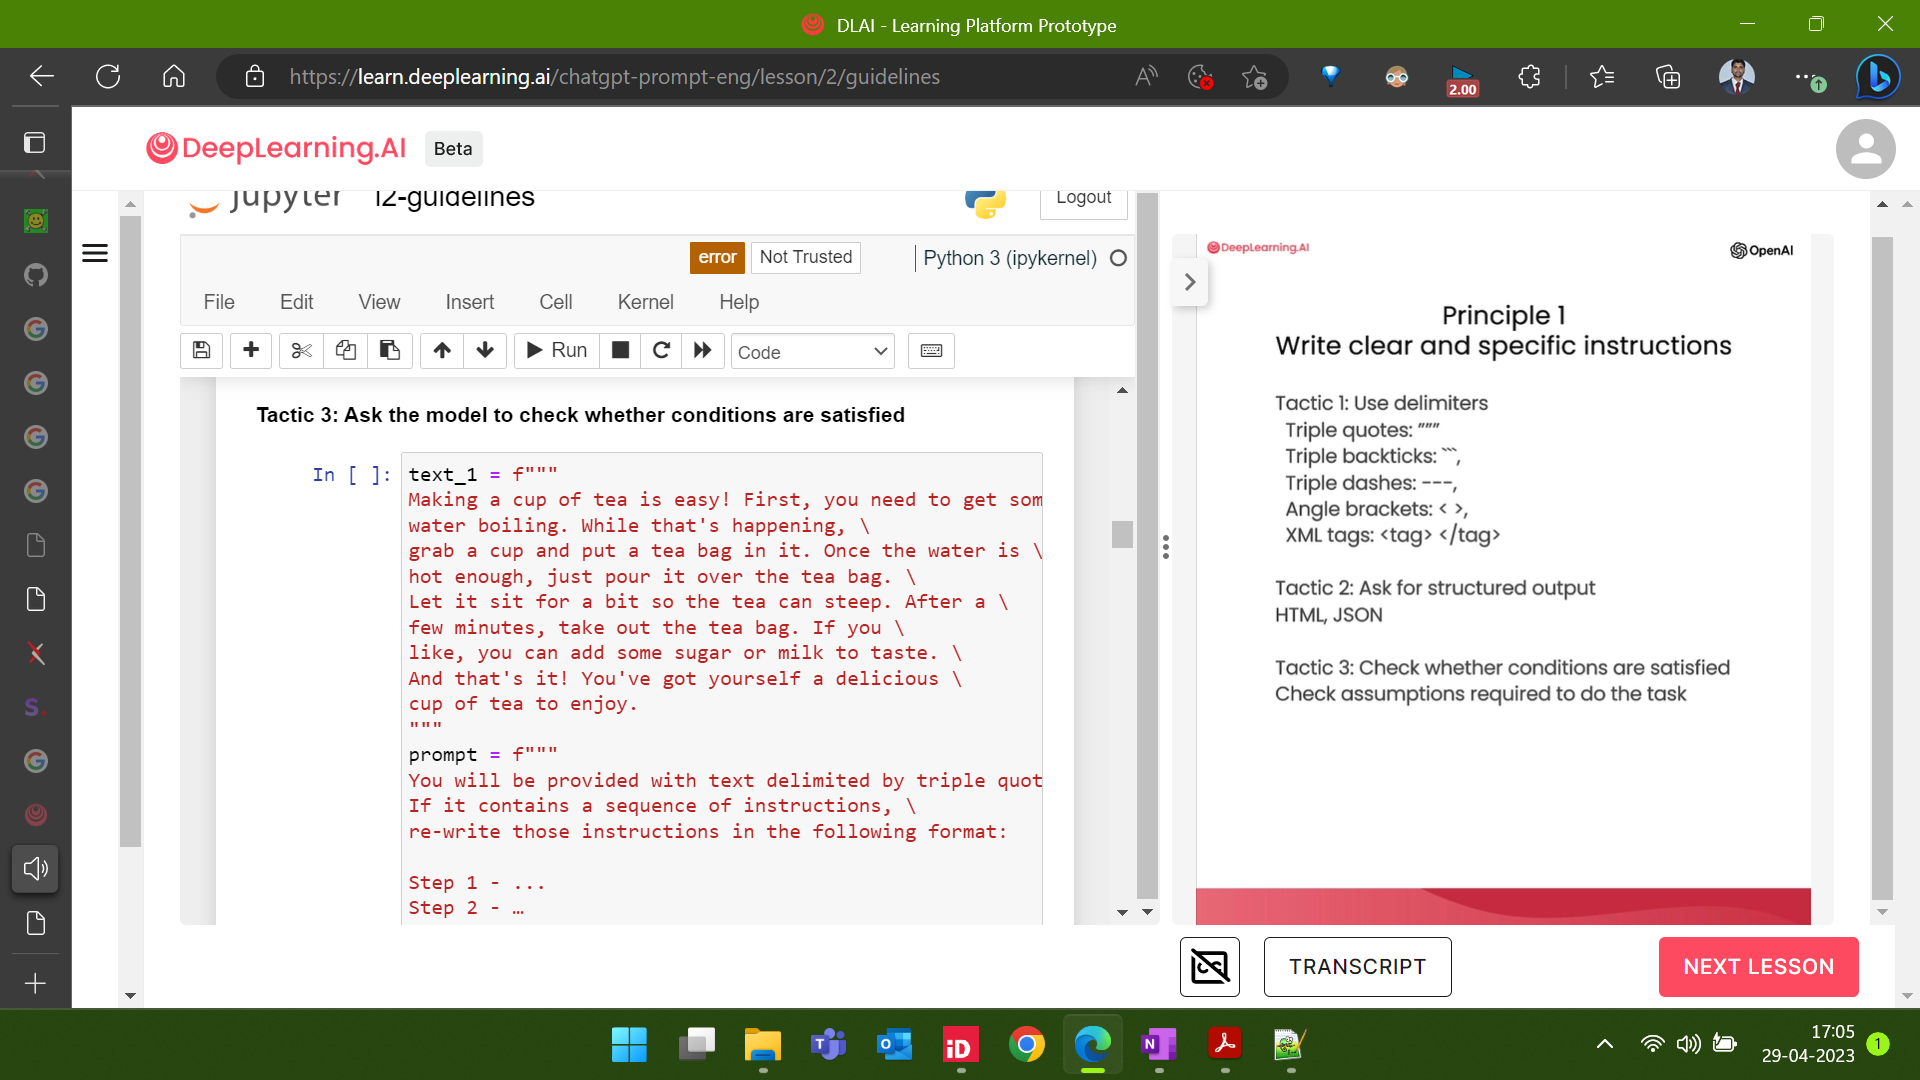 DLAI - Learning Platform Prototype
https://learn.deeplearning.ai/chatgpt-prompt-eng/lesson/2/guidelines
2.00
DeepLearning.AI Beta
jupyter l2-guidelines
Logout
error Not Trusted Python 3 (ipykernel)
File Edit View Insert Cell Kernel Help
Run Code
Tactic 3: Ask the model to check whether conditions are satisfied
In [ ]: text_1 = f"""
Making a cup of tea is easy! First, you need to get som
water boiling. While that's happening, \
grab a cup and put a tea bag in it. Once the water is \
hot enough, just pour it over the tea bag. \
Let it sit for a bit so the tea can steep. After a \
few minutes, take out the tea bag. If you \
like, you can add some sugar or milk to taste. \
And that's it! You've got yourself a delicious \
cup of tea to enjoy.
"""
prompt = f"""
You will be provided with text delimited by triple quot
If it contains a sequence of instructions, \
re-write those instructions in the following format:
Step 1 - ...
Step 2 - …
DeepLearning.AI
OpenAI
Principle 1
Write clear and specific instructions
Tactic 1: Use delimiters
Triple quotes: """
Triple backticks: ```,
Triple dashes: ---,
Angle brackets: < >,
XML tags: <tag> </tag>
Tactic 2: Ask for structured output
HTML, JSON
Tactic 3: Check whether conditions are satisfied
Check assumptions required to do the task
CC
TRANSCRIPT
NEXT LESSON
17:05
29-04-2023
1